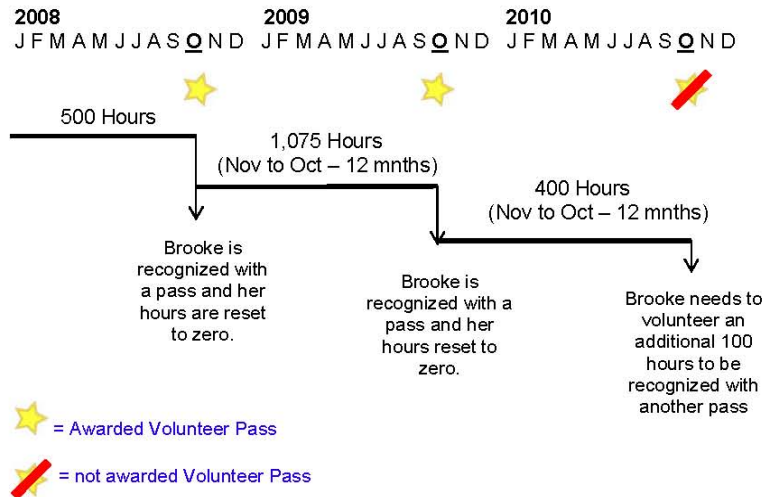 2008 2009 2010
J F M A M J J A S O N D J F M A M J J A S O N D J F M A M J J A S O N D
500 Hours
1,075 Hours
(Nov to Oct – 12 mnths)
400 Hours
(Nov to Oct – 12 mnths)
Brooke is
recognized with
a pass and her
hours are reset
to zero.
Brooke is
recognized with a
pass and her
hours reset to
zero.
Brooke needs to
volunteer an
additional 100
hours to be
recognized with
another pass
= Awarded Volunteer Pass
= not awarded Volunteer Pass